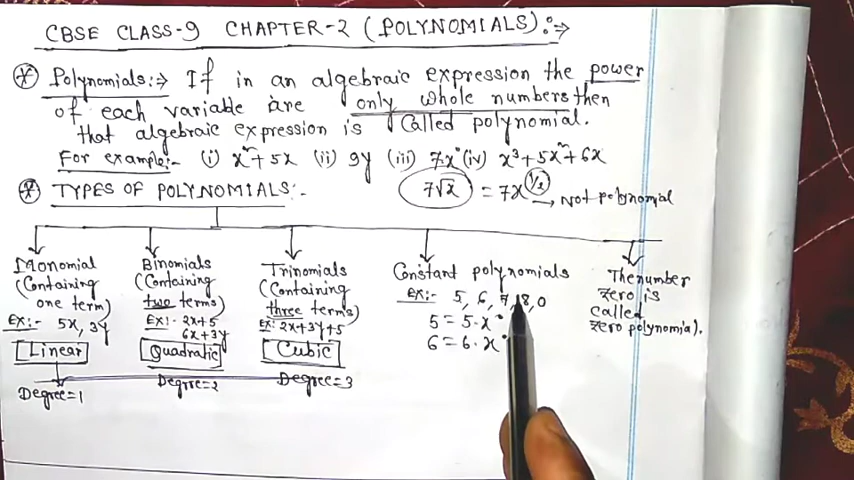 CBSE CLASS-9 CHAPTER-2 (POLYNOMIALS):⇒
Polynomials:⇒ If in an algebraic expression the power
of each variable are only whole numbers then
that algebraic expression is called polynomial.
For example:- (i) x²+5x (ii) 9y (iii) 7x° (iv) x³+5x²+6x
TYPES OF POLYNOMIALS:-
7√x = 7x^(1/2) → Not polynomial
Monomial
(Containing
one term)
Ex:- 5x, 3y
Linear
Degree=1
Binomials
(Containing
two terms)
Ex:- 2x+5
6x+3y
Quadratic
Degree=2
Trinomials
(Containing
three terms)
Ex:- 2x+3y+5
Cubic
Degree=3
Constant polynomials
Ex:- 5, 6, 7, 8, 0
5=5·x°
6=6·x°
The number
zero is
called
zero polynomial).